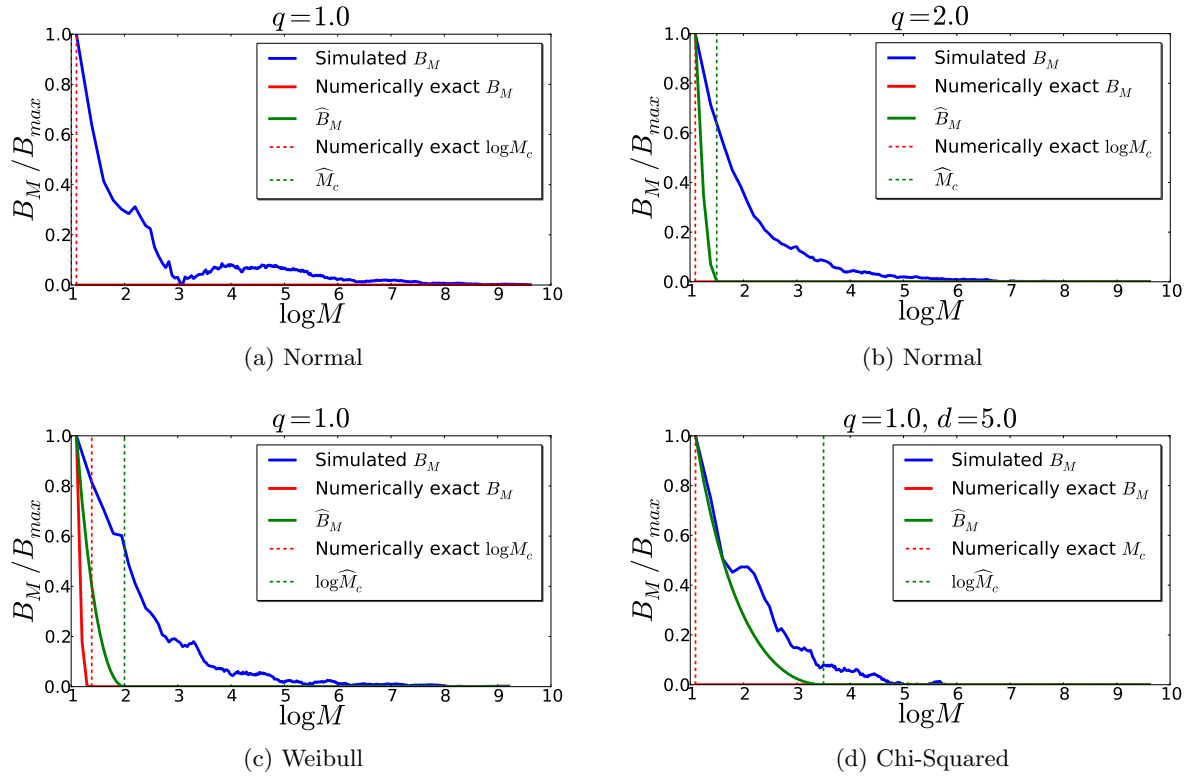 q=1.0
B_M/B_max
1.0
0.8
0.6
0.4
0.2
0.0
Simulated B_M
Numerically exact B_M
B̂_M
Numerically exact logM_c
M̂_c
1 2 3 4 5 6 7 8 9 10
logM
(a) Normal
q=2.0
B_M/B_max
1.0
0.8
0.6
0.4
0.2
0.0
Simulated B_M
Numerically exact B_M
B̂_M
Numerically exact logM_c
M̂_c
1 2 3 4 5 6 7 8 9 10
logM
(b) Normal
q=1.0
B_M/B_max
1.0
0.8
0.6
0.4
0.2
0.0
Simulated B_M
Numerically exact B_M
B̂_M
Numerically exact logM_c
logM̂_c
1 2 3 4 5 6 7 8 9 10
logM
(c) Weibull
q=1.0, d=5.0
B_M/B_max
1.0
0.8
0.6
0.4
0.2
0.0
Simulated B_M
Numerically exact B_M
B̂_M
Numerically exact M_c
logM̂_c
1 2 3 4 5 6 7 8 9 10
logM
(d) Chi-Squared